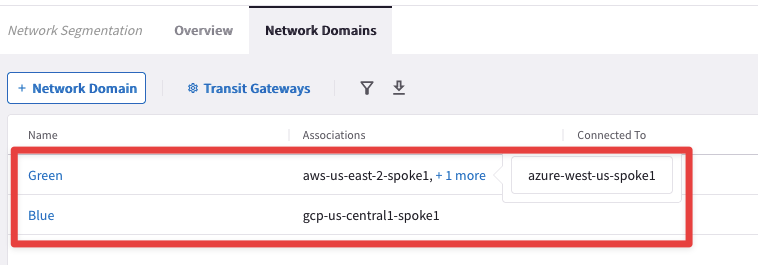 Network Segmentation Overview Network Domains
+ Network Domain Transit Gateways
Name Associations Connected To
Green aws-us-east-2-spoke1, + 1 more azure-west-us-spoke1
Blue gcp-us-central1-spoke1